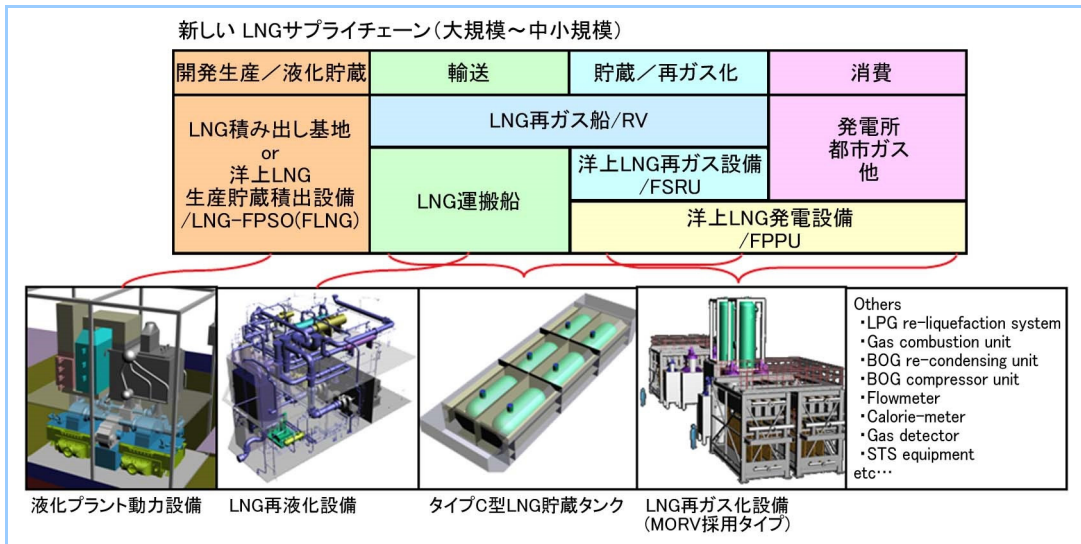 新しい LNGサプライチェーン(大規模～中小規模)
開発生産／液化貯蔵
輸送
貯蔵／再ガス化
消費
LNG積み出し基地
or
洋上LNG
生産貯蔵積出設備
/LNG-FPSO(FLNG)
LNG再ガス船/RV
LNG運搬船
洋上LNG再ガス設備
/FSRU
発電所
都市ガス
他
洋上LNG発電設備
/FPPU
液化プラント動力設備
LNG再液化設備
タイプC型LNG貯蔵タンク
LNG再ガス化設備
(MORV採用タイプ)
Others
・LPG re-liquefaction system
・Gas combustion unit
・BOG re-condensing unit
・BOG compressor unit
・Flowmeter
・Calorie-meter
・Gas detector
・STS equipment
etc…